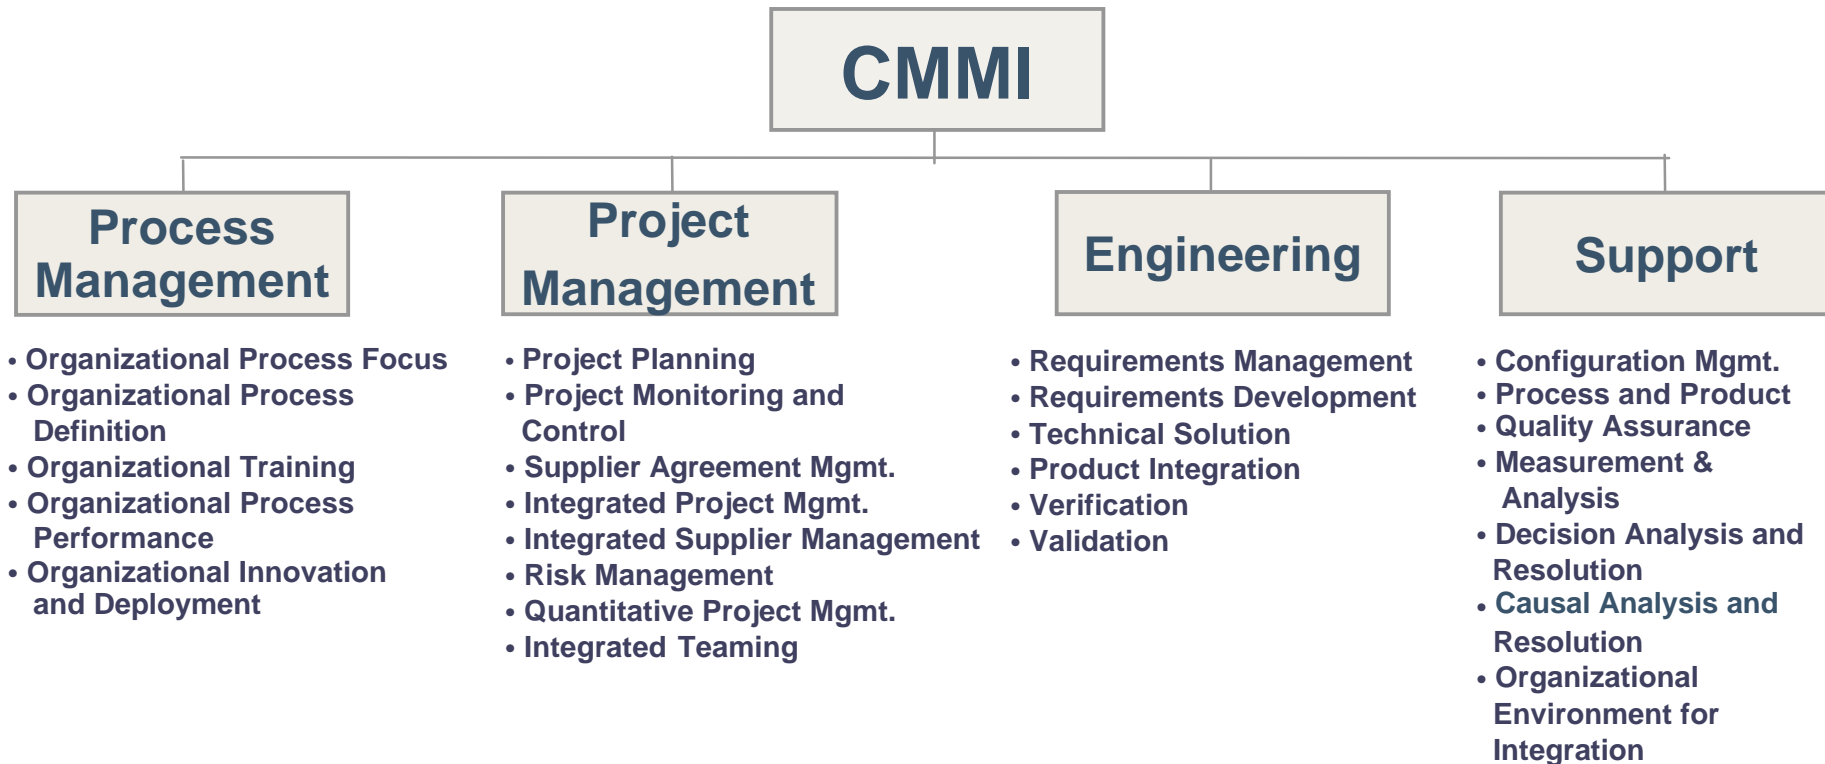 CMMI
Process
Management
• Organizational Process Focus
• Organizational Process
Definition
• Organizational Training
• Organizational Process
Performance
• Organizational Innovation
and Deployment
Project
Management
• Project Planning
• Project Monitoring and
Control
• Supplier Agreement Mgmt.
• Integrated Project Mgmt.
• Integrated Supplier Management
• Risk Management
• Quantitative Project Mgmt.
• Integrated Teaming
Engineering
• Requirements Management
• Requirements Development
• Technical Solution
• Product Integration
• Verification
• Validation
Support
• Configuration Mgmt.
• Process and Product
• Quality Assurance
• Measurement &
Analysis
• Decision Analysis and
Resolution
• Causal Analysis and
Resolution
• Organizational
Environment for
Integration